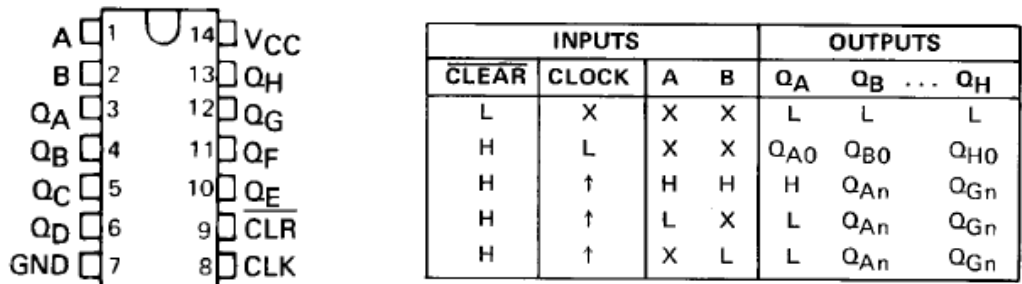 A 1 14 VCC
B 2 13 QH
QA 3 12 QG
QB 4 11 QF
QC 5 10 QE
QD 6 9 CLR
GND 7 8 CLK
INPUTS OUTPUTS
CLEAR CLOCK A B QA QB ... QH
L X X X L L L
H L X X QA0 QB0 QH0
H ↑ H H H QAn QGn
H ↑ L X L QAn QGn
H ↑ X L L QAn QGn